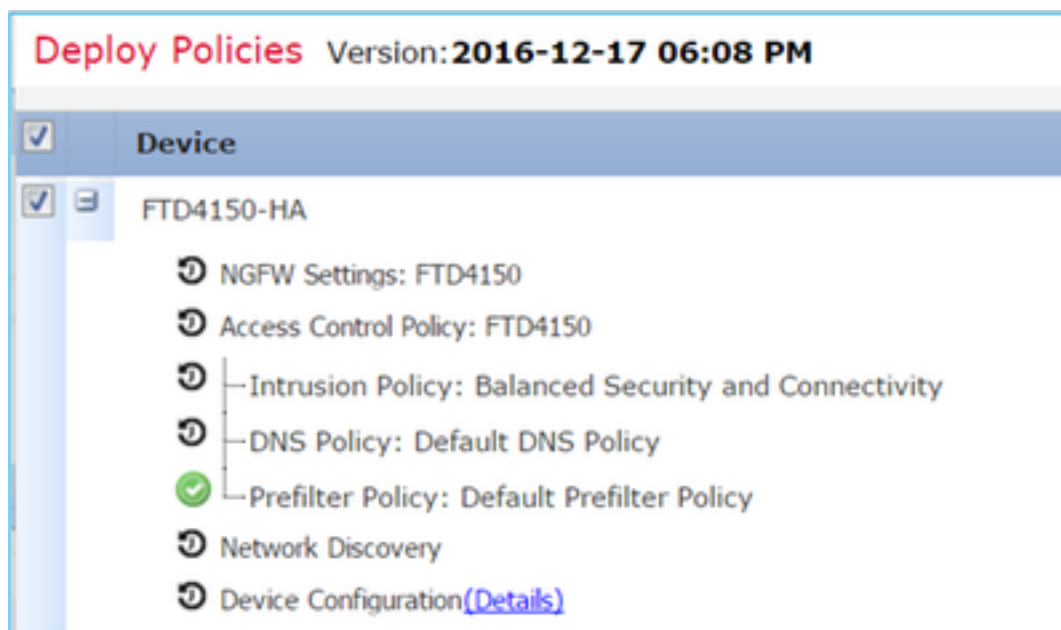 Deploy Policies Version:2016-12-17 06:08 PM
Device
FTD4150-HA
NGFW Settings: FTD4150
Access Control Policy: FTD4150
Intrusion Policy: Balanced Security and Connectivity
DNS Policy: Default DNS Policy
Prefilter Policy: Default Prefilter Policy
Network Discovery
Device Configuration(Details)